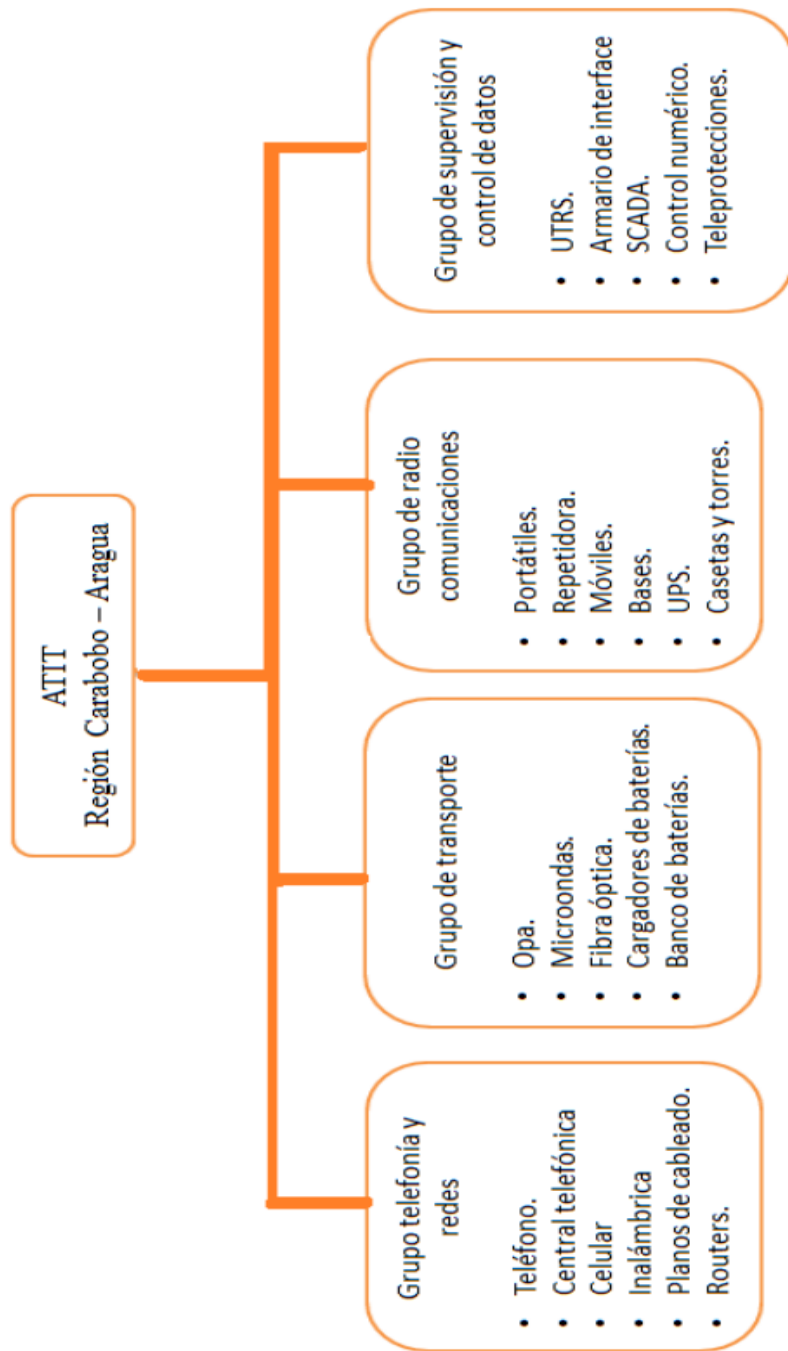 ATIT
Región Carabobo – Aragua
Grupo telefonía y
redes
• Teléfono.
• Central telefónica
• Celular
• Inalámbrica
• Planos de cableado.
• Routers.
Grupo de transporte
• Opa.
• Microondas.
• Fibra óptica.
• Cargadores de baterías.
• Banco de baterías.
Grupo de radio
comunicaciones
• Portátiles.
• Repetidora.
• Móviles.
• Bases.
• UPS.
• Casetas y torres.
Grupo de supervisión y
control de datos
• UTRS.
• Armario de interface
• SCADA.
• Control numérico.
• Teleprotecciones.